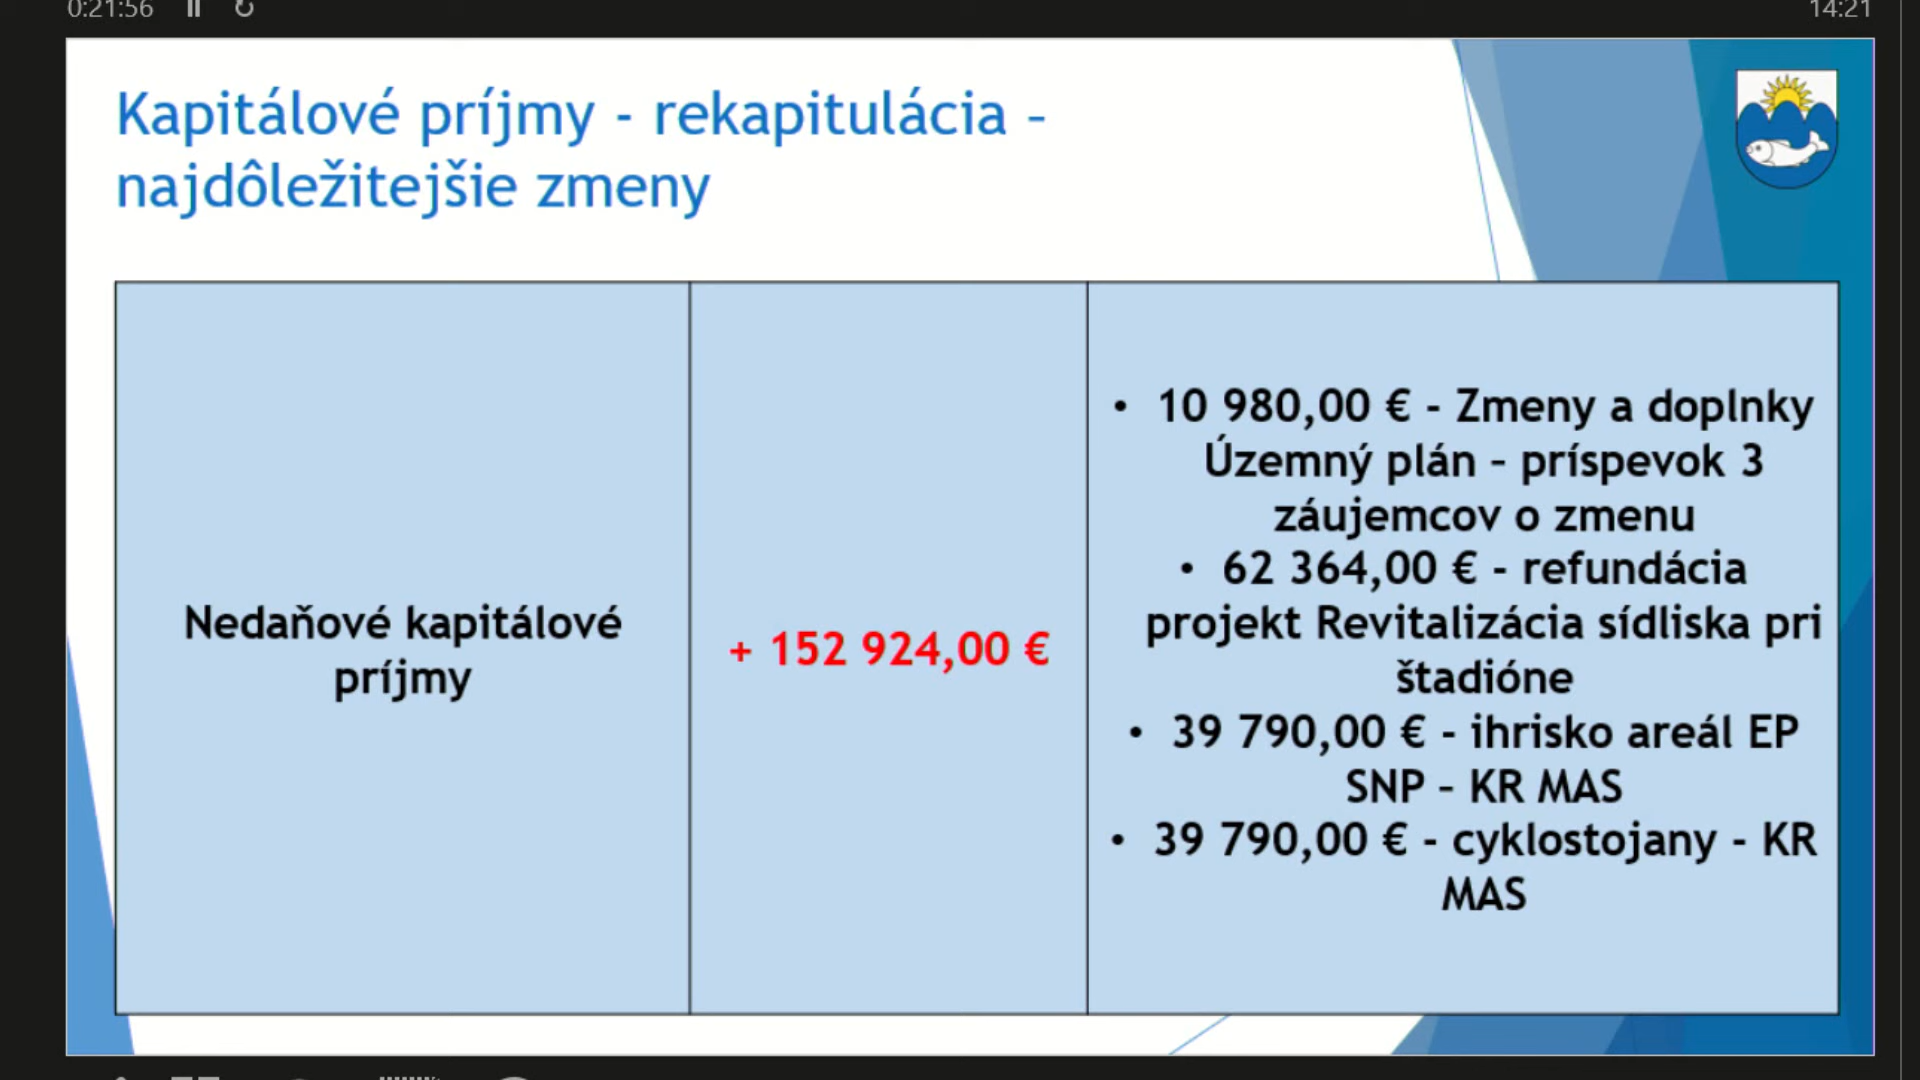 0:21:56
14:21
Kapitálové príjmy - rekapitulácia –
najdôležitejšie zmeny
Nedaňové kapitálové
príjmy
+ 152 924,00 €
• 10 980,00 € - Zmeny a doplnky
Územný plán – príspevok 3
záujemcov o zmenu
• 62 364,00 € - refundácia
projekt Revitalizácia sídliska pri
štadióne
• 39 790,00 € - ihrisko areál EP
SNP – KR MAS
• 39 790,00 € - cyklostojany - KR
MAS